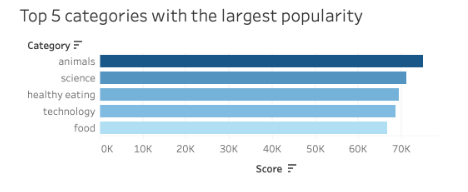 Top 5 categories with the largest popularity
Category
animals
science
healthy eating
technology
food
0K 10K 20K 30K 40K 50K 60K 70K
Score